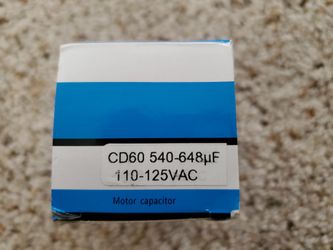 CD60 540-648µF
110-125VAC
Motor capacitor